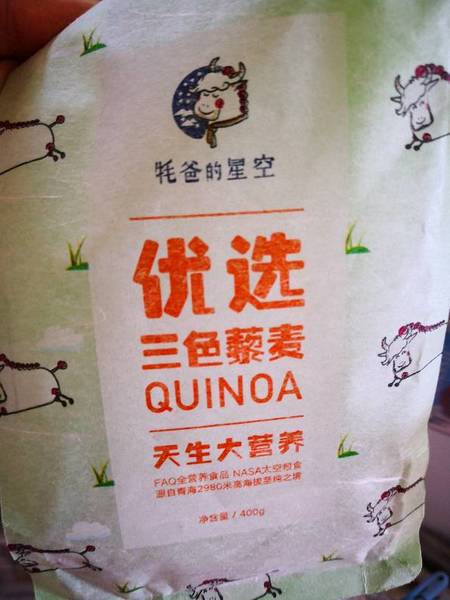 牦爸的星空
优选
三色藜麦
QUINOA
天生大营养
FAQ全营养食品 NASA太空粮食
源自青海2980米高海拔至纯之境
净含量 / 400g